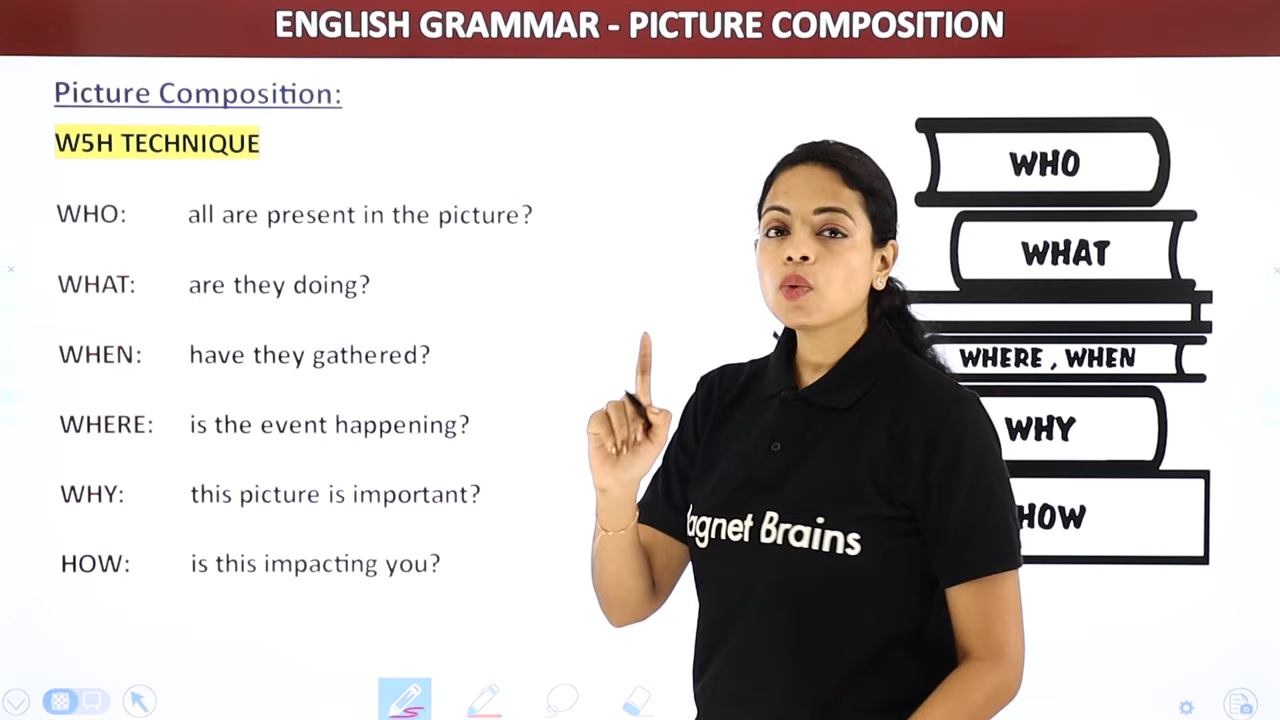 ENGLISH GRAMMAR - PICTURE COMPOSITION
Picture Composition:
W5H TECHNIQUE
WHO: all are present in the picture?
WHAT: are they doing?
WHEN: have they gathered?
WHERE: is the event happening?
WHY: this picture is important?
HOW: is this impacting you?
WHO
WHAT
WHERE , WHEN
WHY
HOW
agnet Brains